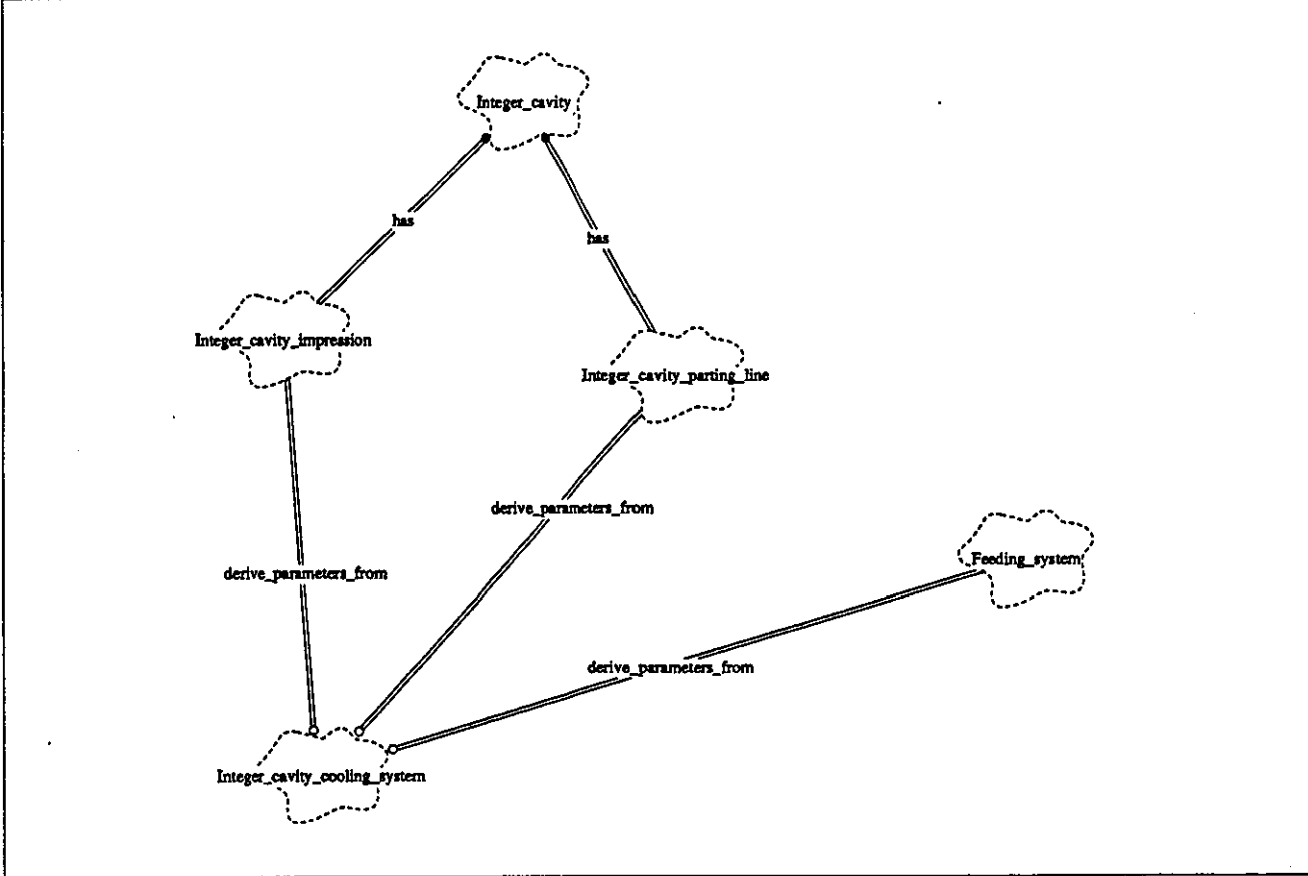 Integer_cavity
has
has
Integer_cavity_impression
Integer_cavity_parting_line
derive_parameters_from
Feeding_system
derive_parameters_from
derive_parameters_from
Integer_cavity_cooling_system